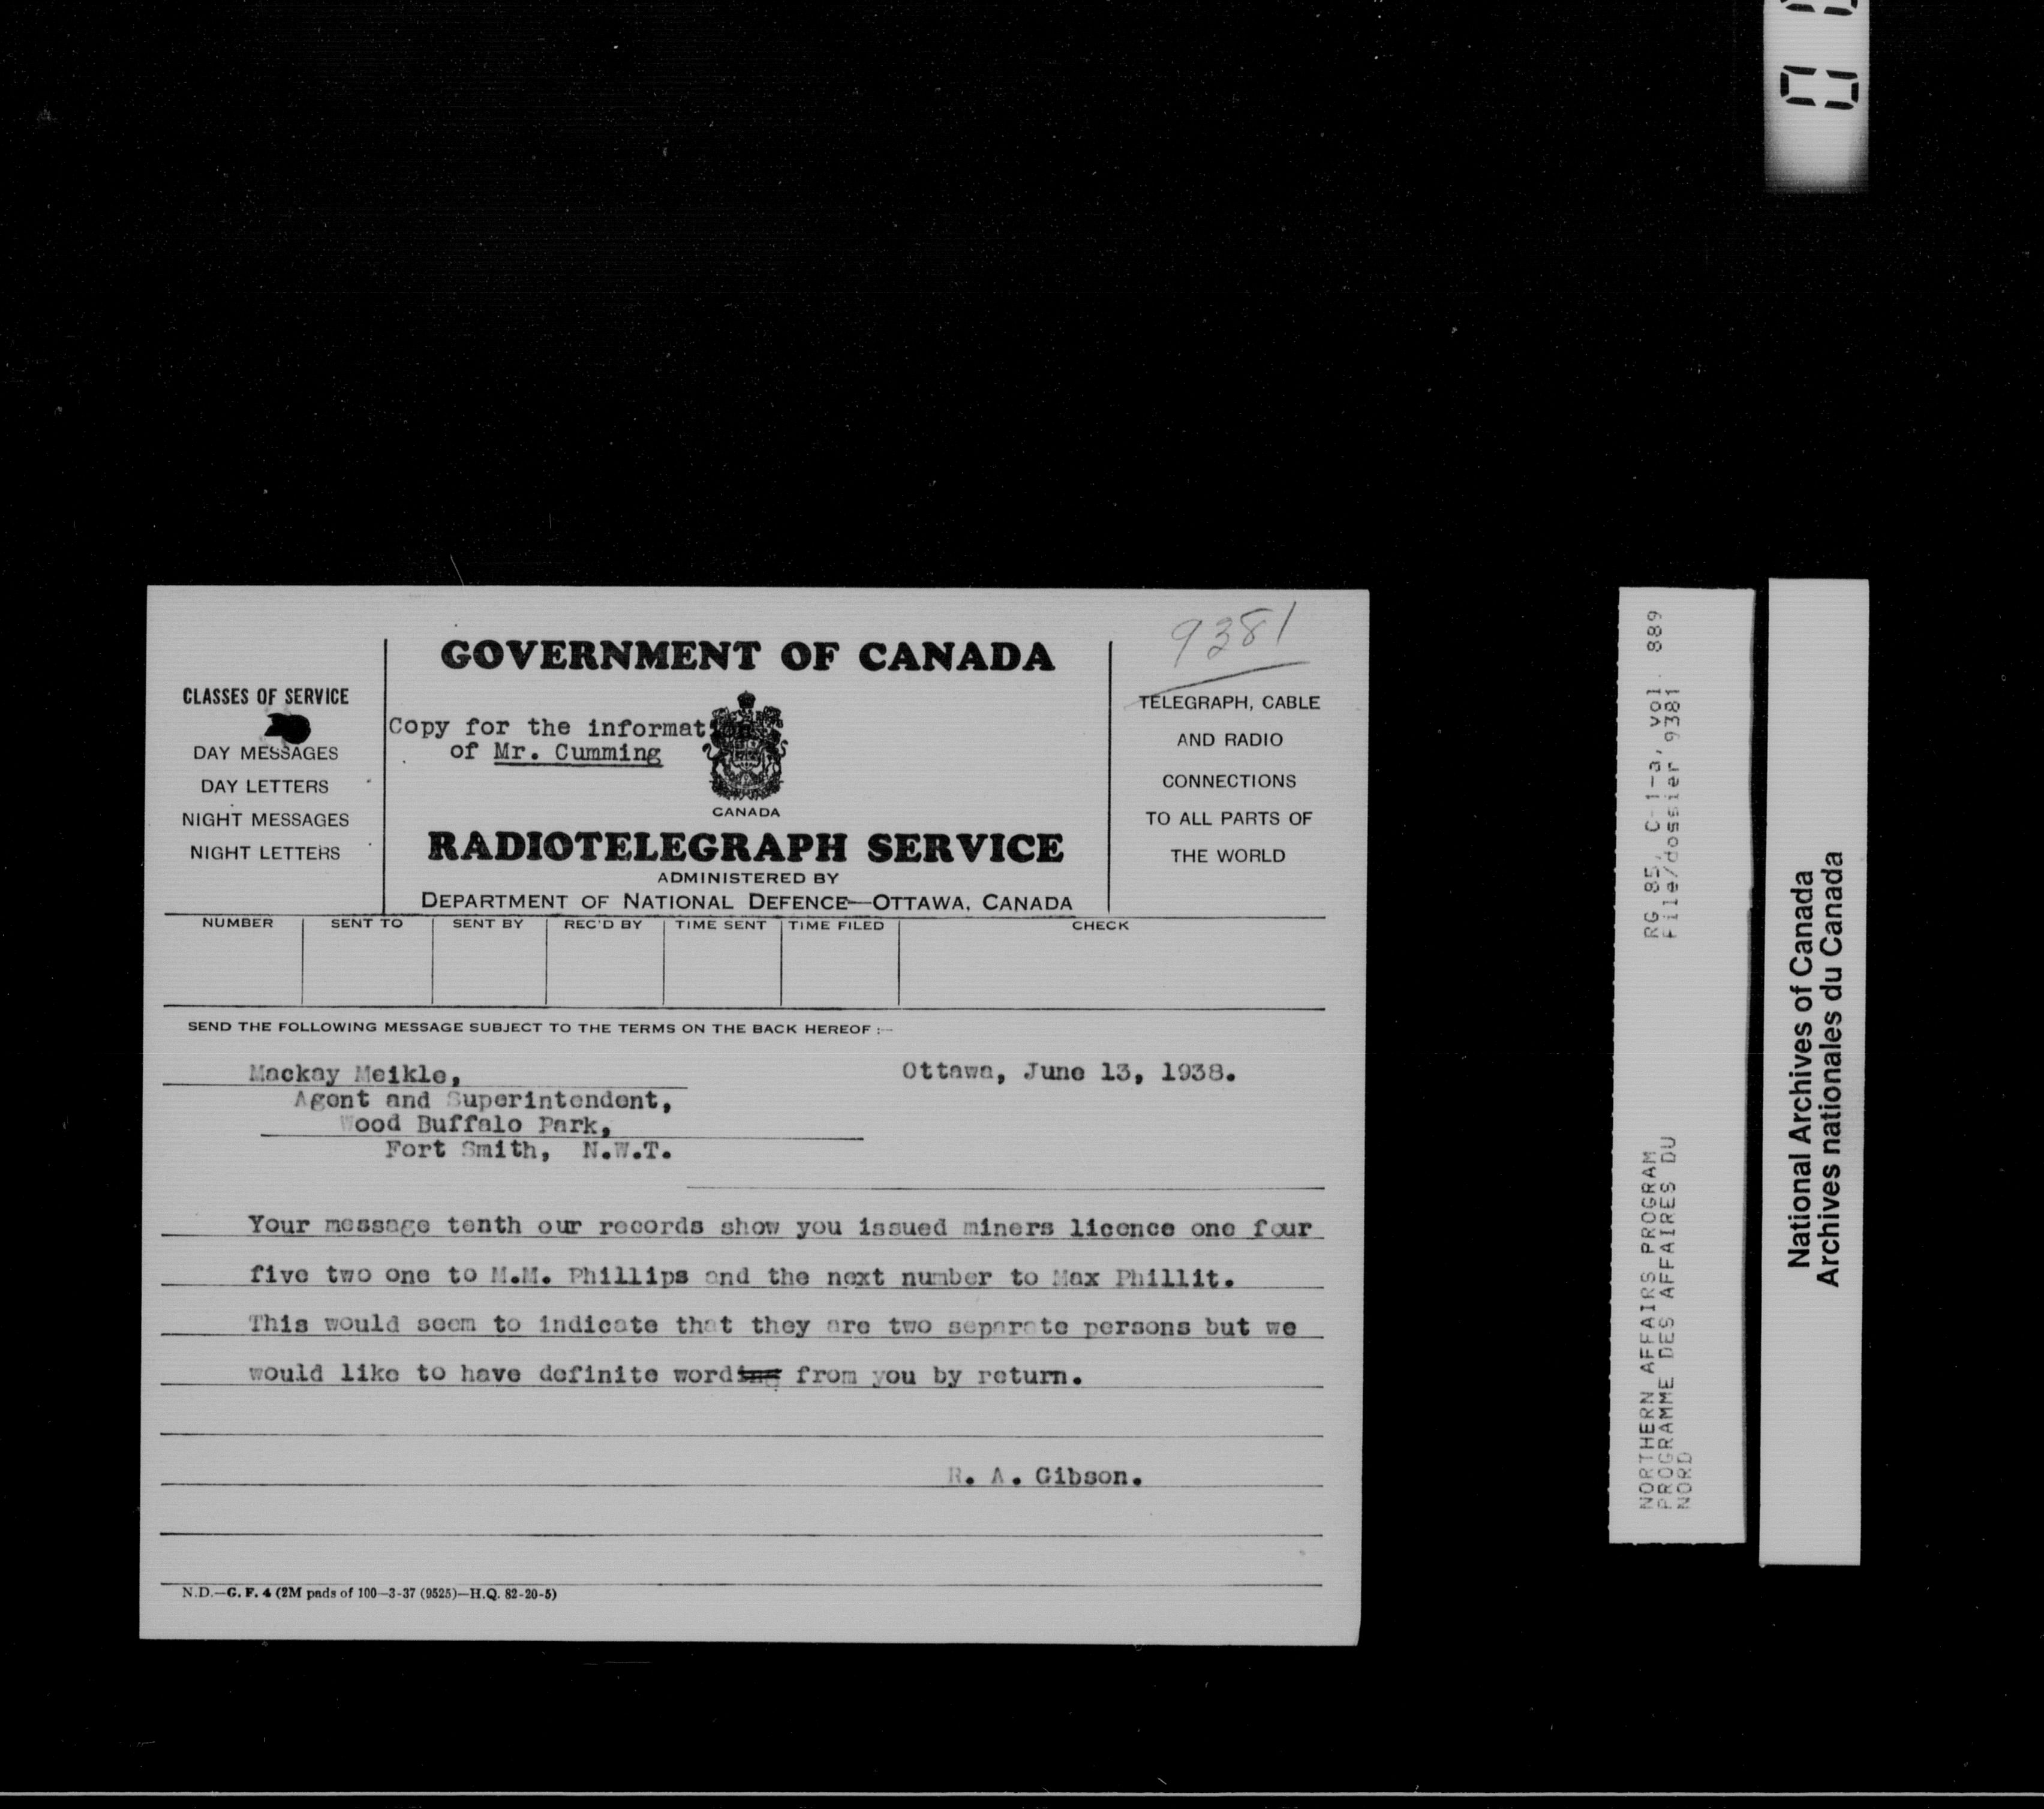 9381
GOVERNMENT OF CANADA
CLASSES OF SERVICE
DAY MESSAGES
DAY LETTERS
NIGHT MESSAGES
NIGHT LETTERS
Copy for the informat
of Mr. Cumming
CANADA
RADIOTELEGRAPH SERVICE
ADMINISTERED BY
DEPARTMENT OF NATIONAL DEFENCE—OTTAWA, CANADA
TELEGRAPH, CABLE
AND RADIO
CONNECTIONS
TO ALL PARTS OF
THE WORLD
NUMBER SENT TO SENT BY REC'D BY TIME SENT TIME FILED CHECK
SEND THE FOLLOWING MESSAGE SUBJECT TO THE TERMS ON THE BACK HEREOF :—
Mackay Meikle, Ottawa, June 13, 1938.
Agent and Superintendent,
Wood Buffalo Park,
Fort Smith, N.W.T.
Your message tenth our records show you issued miners licence one four
five two one to M.M. Phillips and the next number to Max Phillit.
This would seem to indicate that they are two separate persons but we
would like to have definite wording from you by return.
R. A. Gibson.
N.D.—G. F. 4 (2M pads of 100—3-37 (9525)—H.Q. 82-20-5)
RG 85, C-1-a, vol. 889
File/dossier 9381
NORTHERN AFFAIRS PROGRAM
PROGRAMME DES AFFAIRES DU
NORD
National Archives of Canada
Archives nationales du Canada